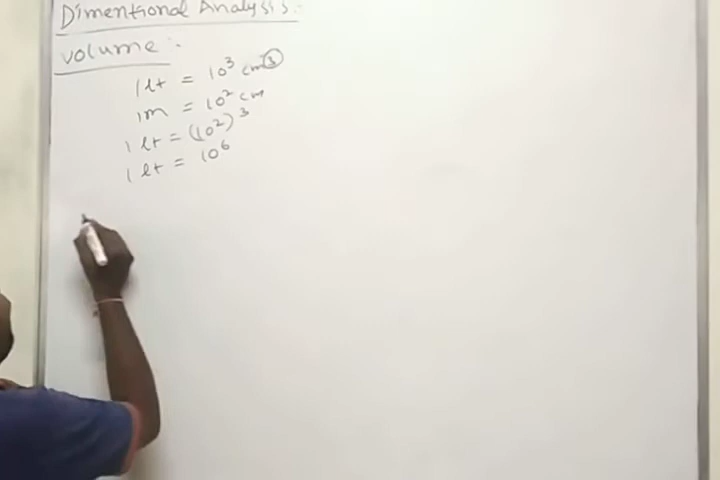 Dimentional Analysis:
Volume:
1 lt = 10³ cm³
1m = 10² cm
1 lt = (10²)³
1 lt = 10⁶